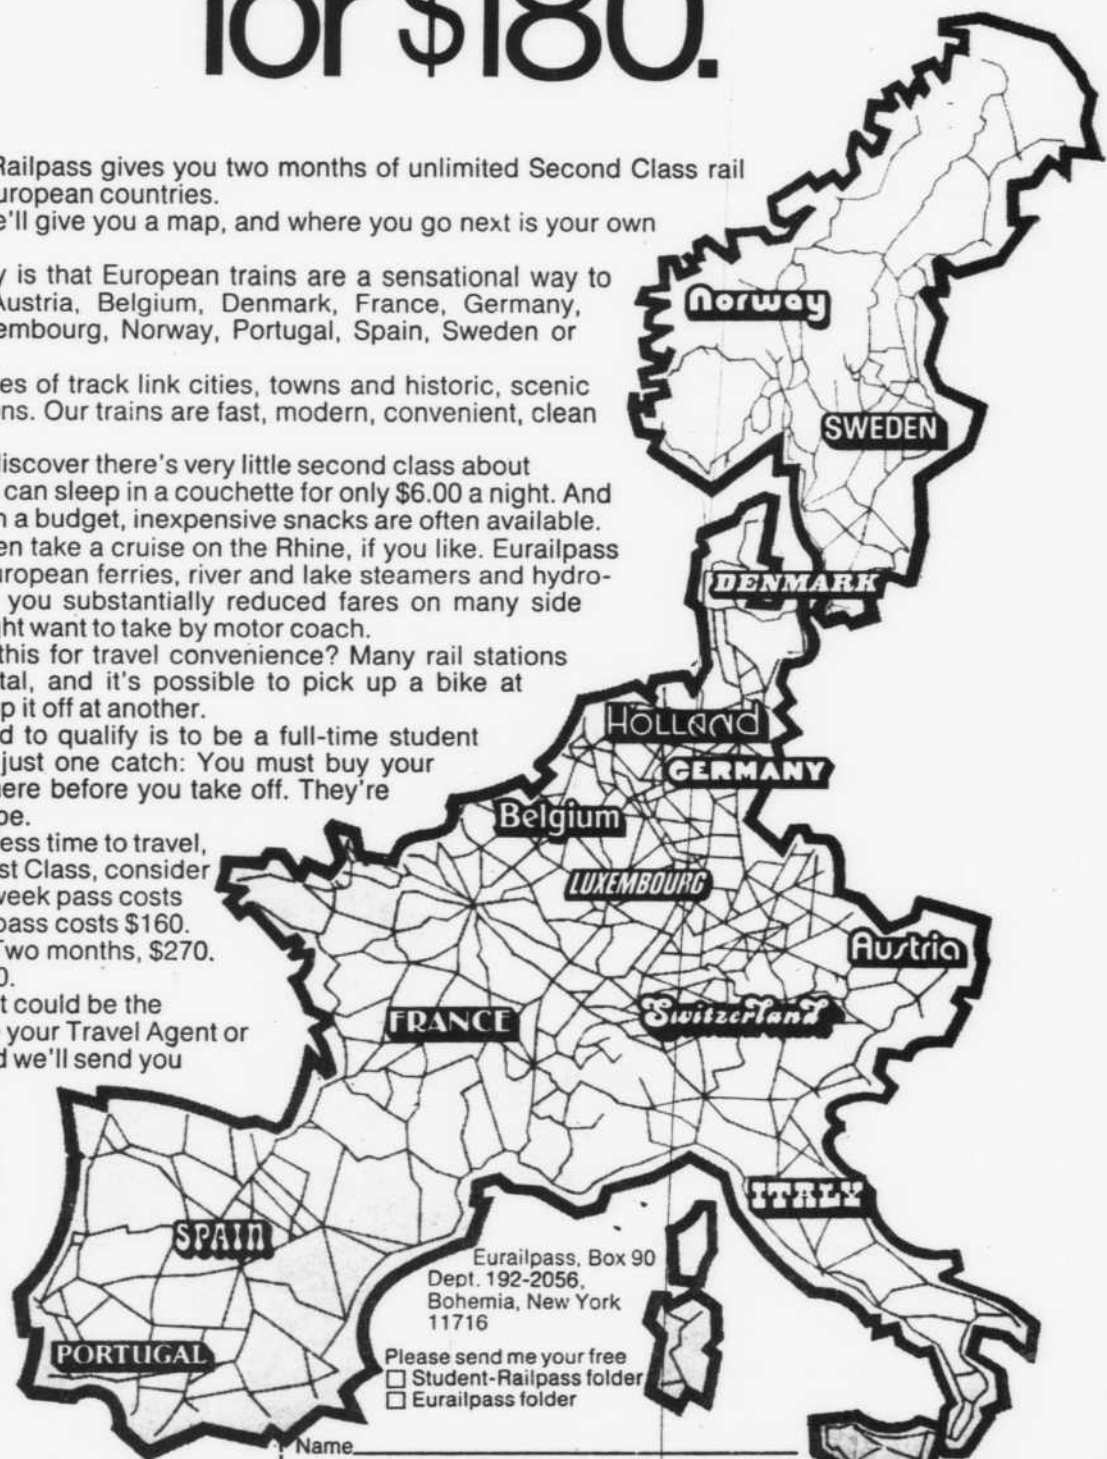 for $180.
Railpass gives you two months of unlimited Second Class rail
uropean countries.
e'll give you a map, and where you go next is your own
y is that European trains are a sensational way to
Austria, Belgium, Denmark, France, Germany,
embourg, Norway, Portugal, Spain, Sweden or
es of track link cities, towns and historic, scenic
ns. Our trains are fast, modern, convenient, clean
discover there's very little second class about
can sleep in a couchette for only $6.00 a night. And
n a budget, inexpensive snacks are often available.
en take a cruise on the Rhine, if you like. Eurailpass
uropean ferries, river and lake steamers and hydro-
you substantially reduced fares on many side
ht want to take by motor coach.
this for travel convenience? Many rail stations
tal, and it's possible to pick up a bike at
p it off at another.
d to qualify is to be a full-time student
just one catch: You must buy your
here before you take off. They're
pe.
ess time to travel,
st Class, consider
week pass costs
pass costs $160.
Two months, $270.
0.
t could be the
your Travel Agent or
d we'll send you
Norway
SWEDEN
DENMARK
HOLLAND
GERMANY
Belgium
LUXEMBOURG
Austria
FRANCE
Switzerland
ITALY
SPAIN
PORTUGAL
Eurailpass, Box 90
Dept. 192-2056,
Bohemia, New York
11716
Please send me your free
☐ Student-Railpass folder
☐ Eurailpass folder
Name